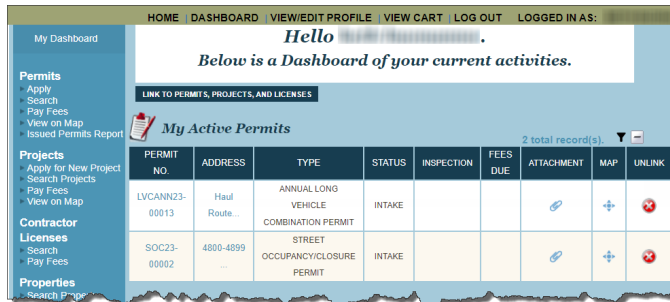 HOME | DASHBOARD | VIEW/EDIT PROFILE | VIEW CART | LOG OUT LOGGED IN AS:
My Dashboard
Permits
Apply
Search
Pay Fees
View on Map
Issued Permits Report
Projects
Apply for New Project
Search Projects
Pay Fees
View on Map
Contractor
Licenses
Search
Pay Fees
Properties
Search
Hello .
Below is a Dashboard of your current activities.
LINK TO PERMITS, PROJECTS, AND LICENSES
My Active Permits
2 total record(s).
PERMIT NO. ADDRESS TYPE STATUS INSPECTION FEES DUE ATTACHMENT MAP UNLINK
LVCANN23-00013 Haul Route... ANNUAL LONG VEHICLE COMBINATION PERMIT INTAKE
SOC23-00002 4800-4899 ... STREET OCCUPANCY/CLOSURE PERMIT INTAKE